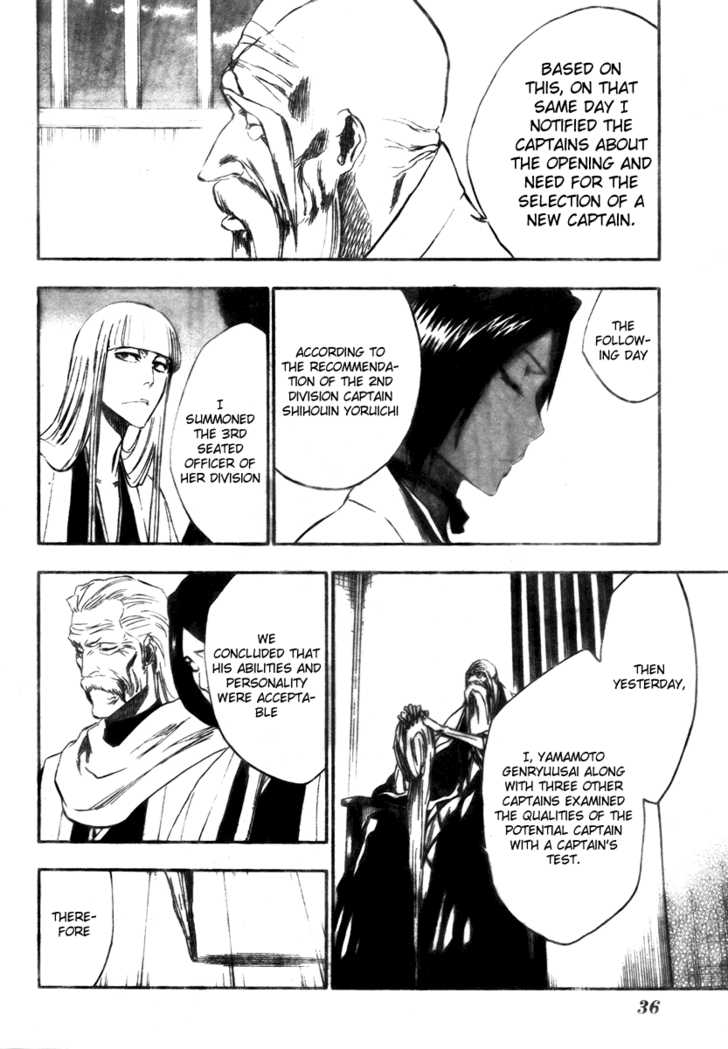 BASED ON
THIS, ON THAT
SAME DAY I
NOTIFIED THE
CAPTAINS ABOUT
THE OPENING AND
NEED FOR THE
SELECTION OF A
NEW CAPTAIN.
THE
FOLLOW-
ING DAY
ACCORDING TO
THE RECOMMENDA-
TION OF THE 2ND
DIVISION CAPTAIN
SHIHOUIN YORUICHI
I
SUMMONED
THE 3RD
SEATED
OFFICER OF
HER DIVISION
THEN
YESTERDAY,
I, YAMAMOTO
GENRYUUSAI ALONG
WITH THREE OTHER
CAPTAINS EXAMINED
THE QUALITIES OF THE
POTENTIAL CAPTAIN
WITH A CAPTAIN'S
TEST.
WE
CONCLUDED THAT
HIS ABILITIES AND
PERSONALITY
WERE ACCEPTA-
BLE
THERE-
FORE
36